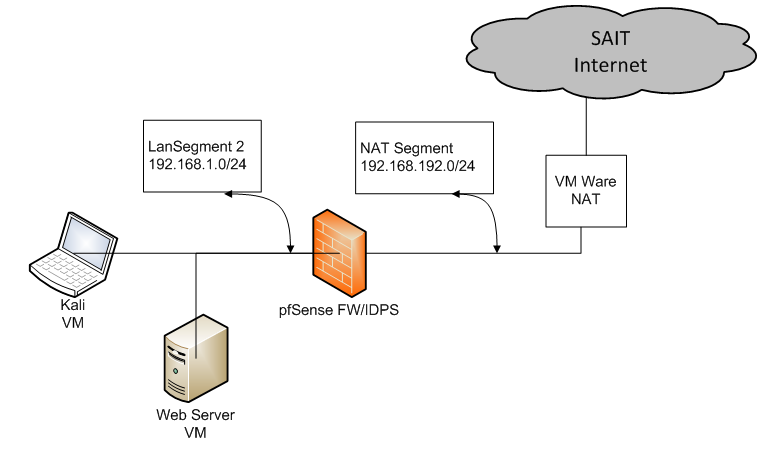 SAIT
Internet
LanSegment 2
192.168.1.0/24
NAT Segment
192.168.192.0/24
VM Ware
NAT
Kali
VM
pfSense FW/IDPS
Web Server
VM